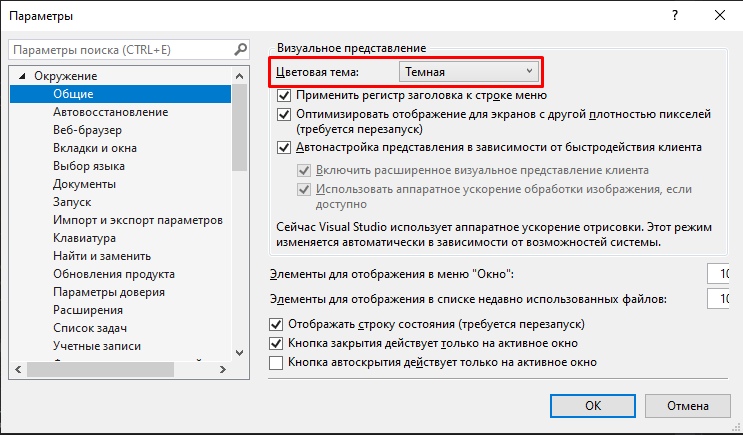 Параметры
? ×
Параметры поиска (CTRL+E)
Окружение
Общие
Автовосстановление
Веб-браузер
Вкладки и окна
Выбор языка
Документы
Запуск
Импорт и экспорт параметров
Клавиатура
Найти и заменить
Обновления продукта
Параметры доверия
Расширения
Список задач
Учетные записи
Визуальное представление
Цветовая тема: Темная
Применить регистр заголовка к строке меню
Оптимизировать отображение для экранов с другой плотностью пикселей
(требуется перезапуск)
Автонастройка представления в зависимости от быстродействия клиента
Включить расширенное визуальное представление клиента
Использовать аппаратное ускорение обработки изображения, если
доступно
Сейчас Visual Studio использует аппаратное ускорение отрисовки. Этот режим
изменяется автоматически в зависимости от возможностей системы.
Элементы для отображения в меню "Окно": 10
Элементы для отображения в списке недавно использованных файлов: 10
Отображать строку состояния (требуется перезапуск)
Кнопка закрытия действует только на активное окно
Кнопка автоскрытия действует только на активное окно
OK
Отмена